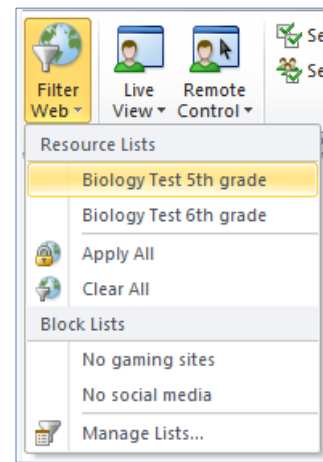 Filter
Web
Live
View
Remote
Control
Se
Se
Resource Lists
Biology Test 5th grade
Biology Test 6th grade
Apply All
Clear All
Block Lists
No gaming sites
No social media
Manage Lists...